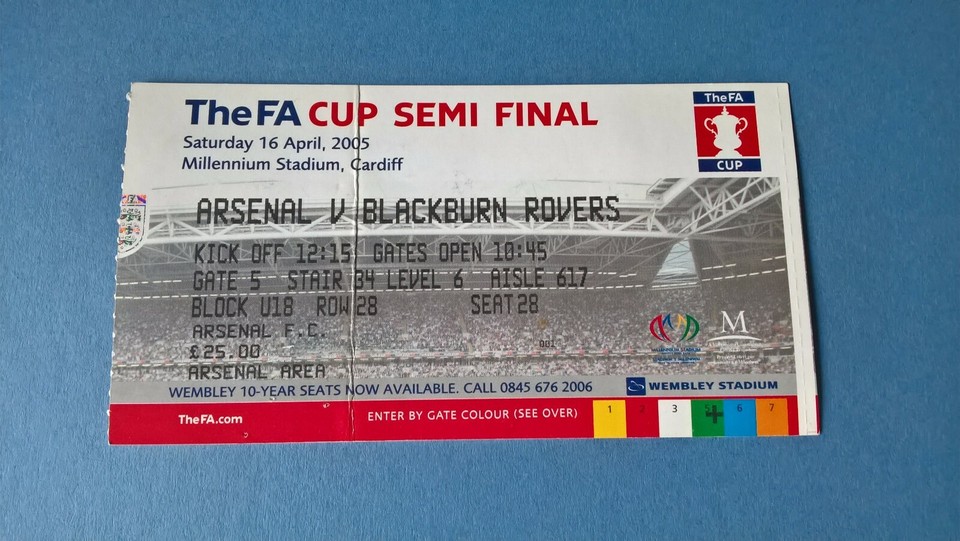 The FA CUP SEMI FINAL
Saturday 16 April, 2005
Millennium Stadium, Cardiff
The FA
CUP
ARSENAL V BLACKBURN ROVERS
KICK OFF 12:15 GATES OPEN 10:45
GATE 5 STAIR 34 LEVEL 6 AISLE 617
BLOCK U18 ROW 28 SEAT 28
ARSENAL F.C.
001
£25.00
ARSENAL AREA
M
WEMBLEY 10-YEAR SEATS NOW AVAILABLE. CALL 0845 676 2006
WEMBLEY STADIUM
TheFA.com
ENTER BY GATE COLOUR (SEE OVER)
1 2 3 5 6 7